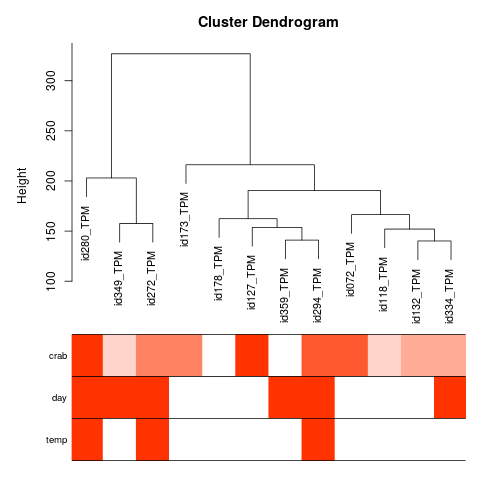 Cluster Dendrogram
Height
300
250
200
150
100
id280_TPM
id349_TPM
id272_TPM
id173_TPM
id178_TPM
id127_TPM
id359_TPM
id294_TPM
id072_TPM
id118_TPM
id132_TPM
id334_TPM
crab
day
temp